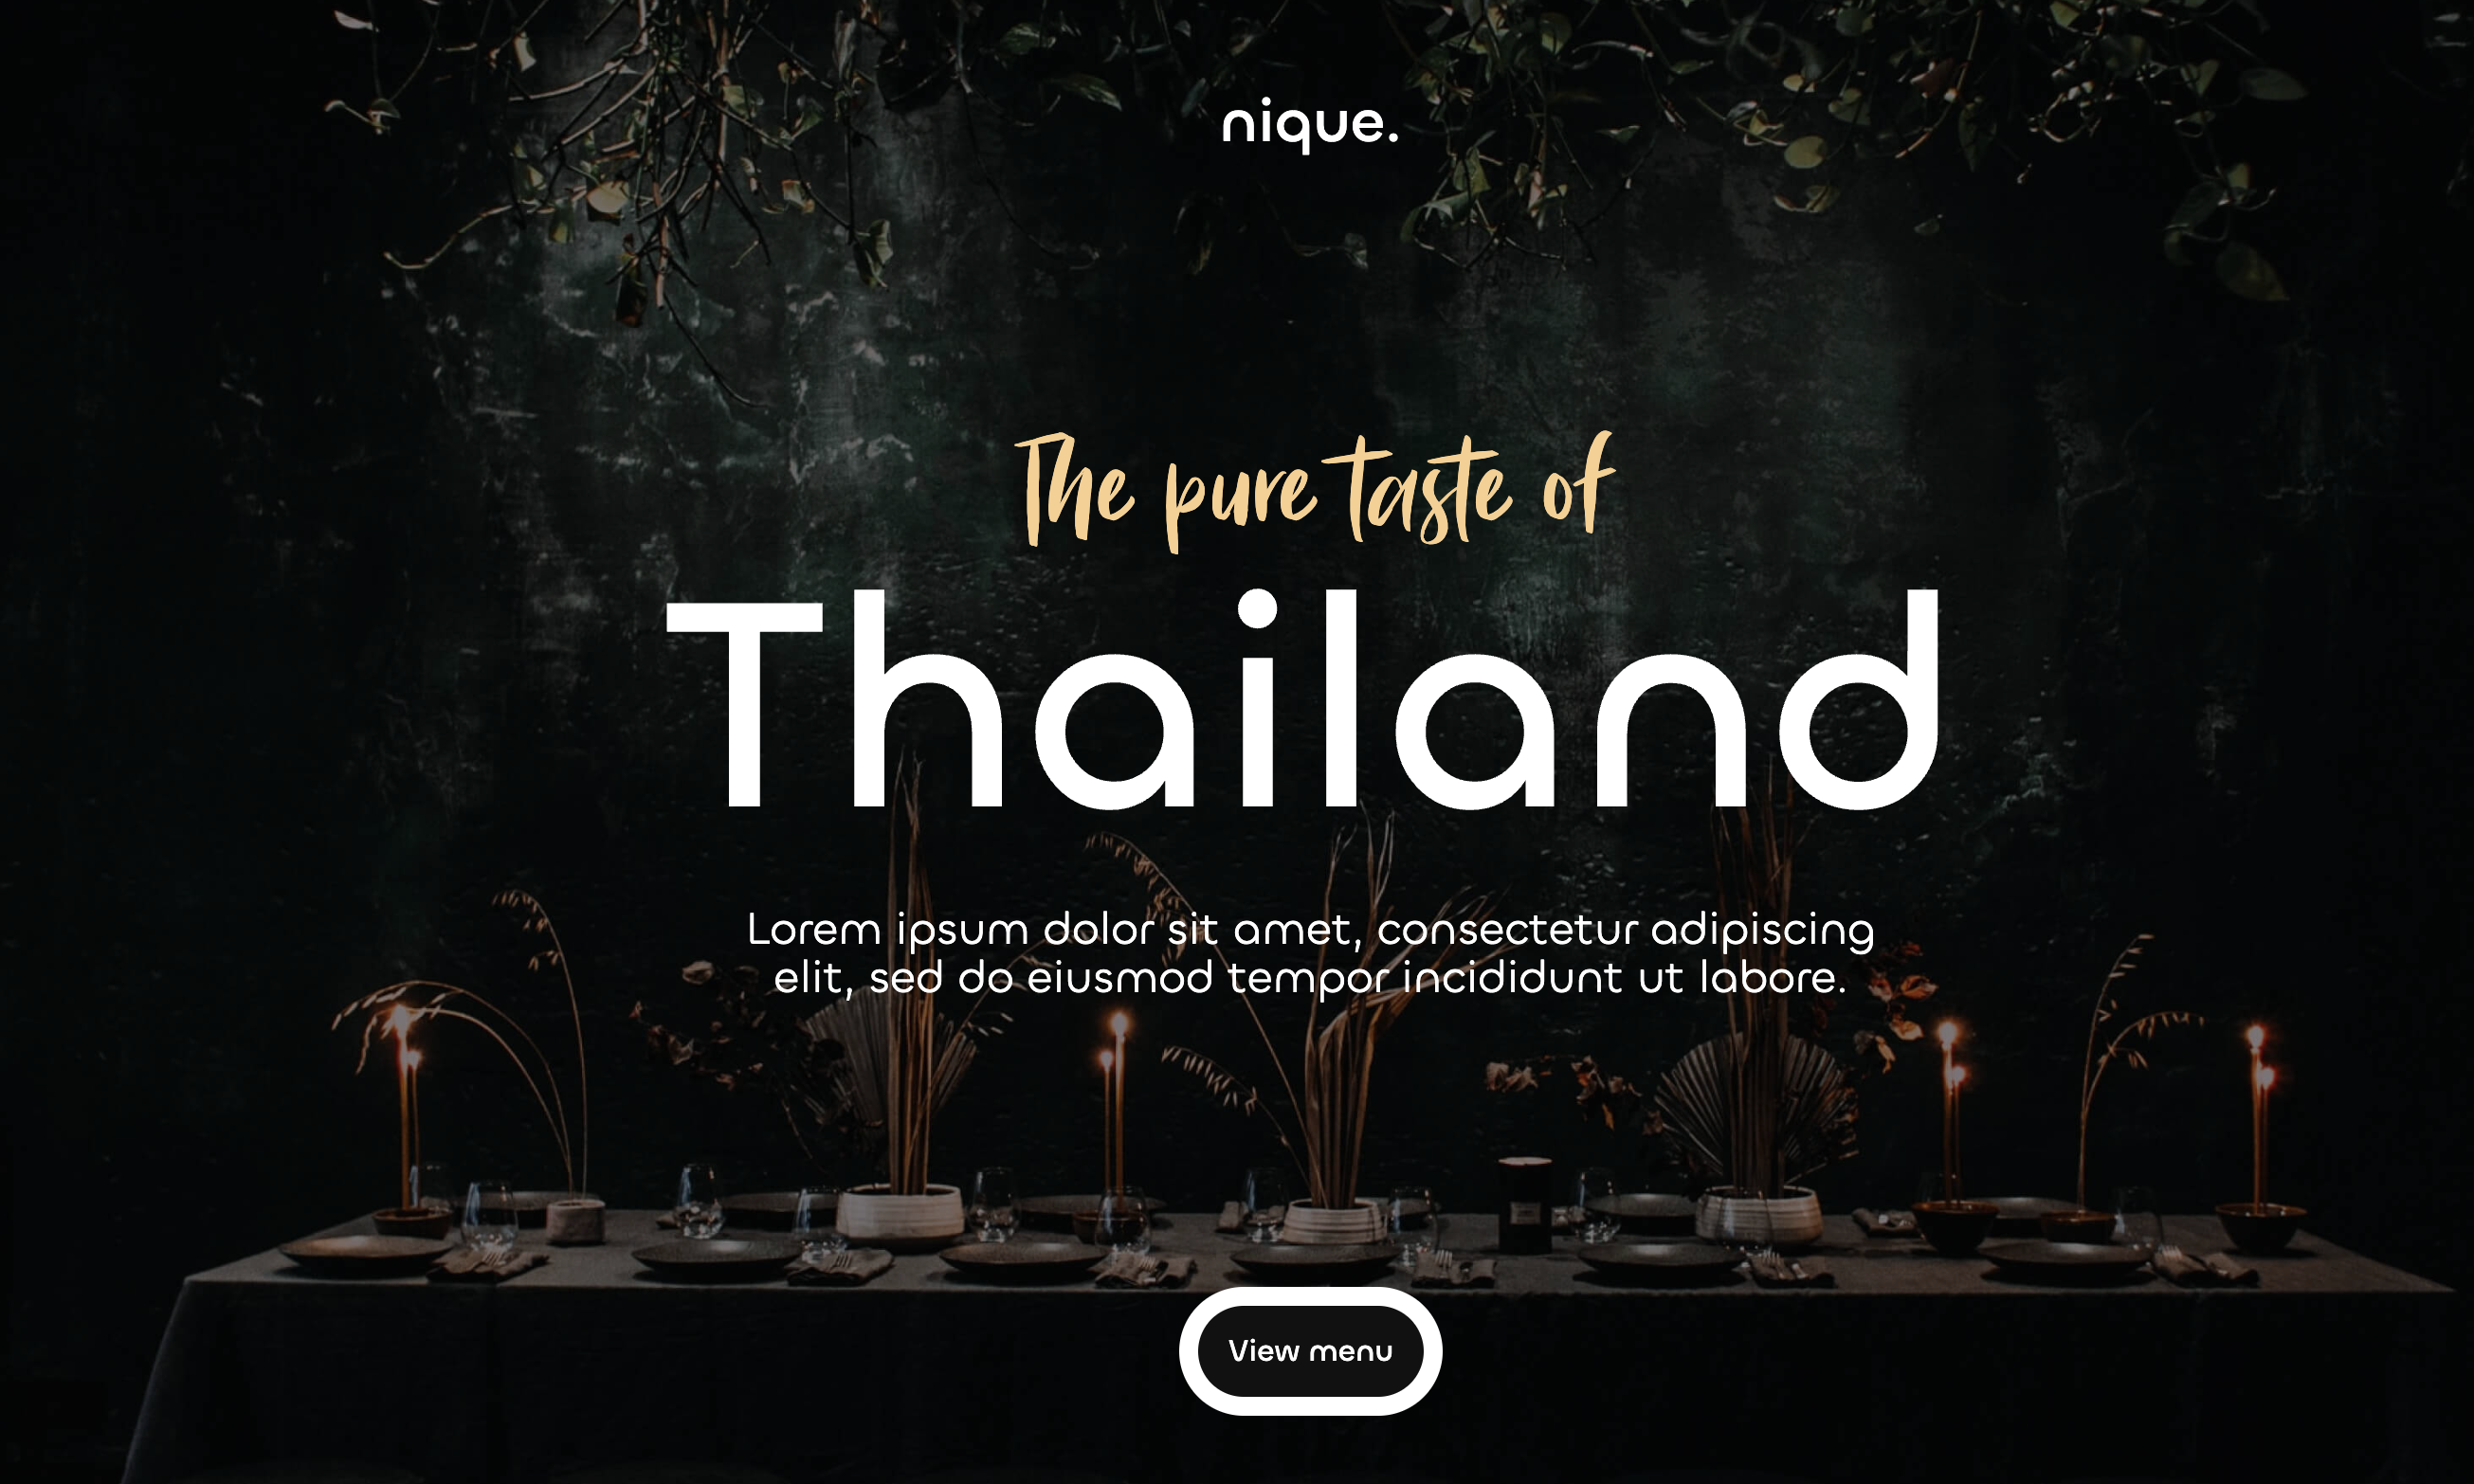 nique.
The pure taste of
Thailand
Lorem ipsum dolor sit amet, consectetur adipiscing
elit, sed do eiusmod tempor incididunt ut labore.
View menu